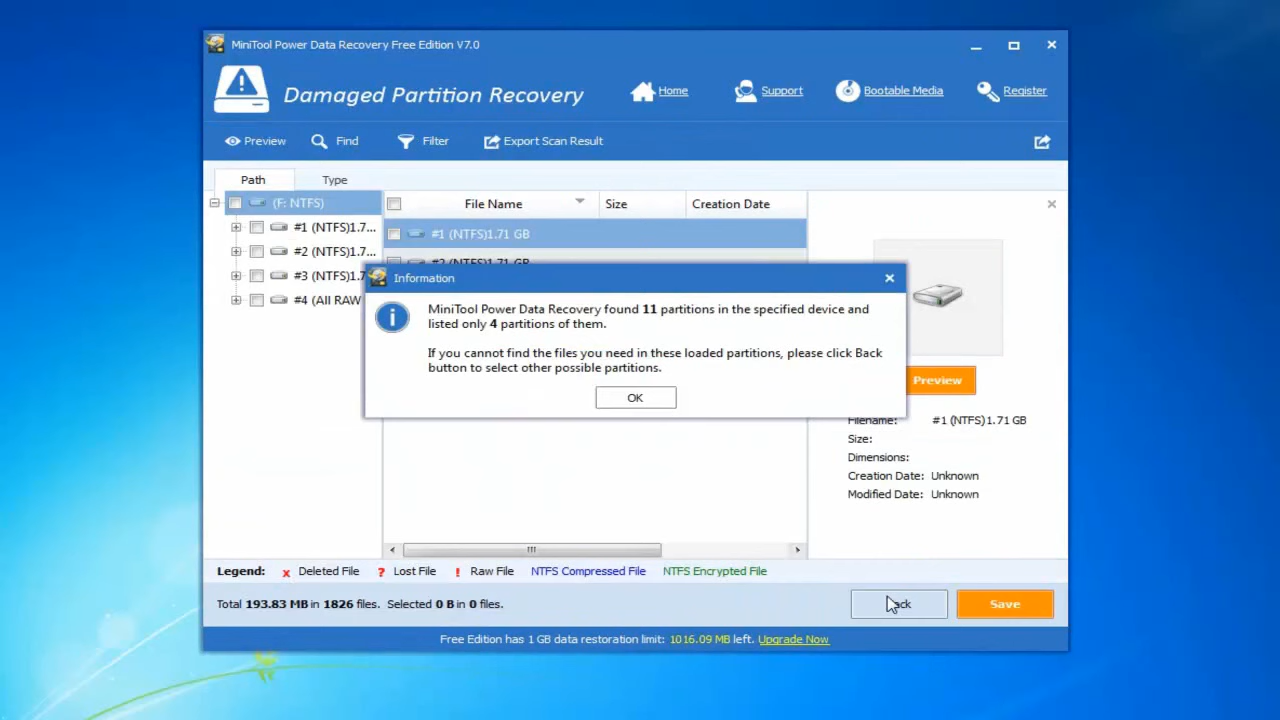 MiniTool Power Data Recovery Free Edition V7.0
Damaged Partition Recovery
Home
Support
Bootable Media
Register
Preview
Find
Filter
Export Scan Result
Path
Type
(F: NTFS)
#1 (NTFS)1.7...
#2 (NTFS)1.7...
#3 (NTFS)1.7
#4 (All RAW
File Name
Size
Creation Date
#1 (NTFS)1.71 GB
#2 (NTFS)1.71 GB
Information
MiniTool Power Data Recovery found 11 partitions in the specified device and
listed only 4 partitions of them.
If you cannot find the files you need in these loaded partitions, please click Back
button to select other possible partitions.
OK
Preview
Filename: #1 (NTFS)1.71 GB
Size:
Dimensions:
Creation Date: Unknown
Modified Date: Unknown
Legend: x Deleted File ? Lost File ! Raw File NTFS Compressed File NTFS Encrypted File
Total 193.83 MB in 1826 files. Selected 0 B in 0 files.
Save
Free Edition has 1 GB data restoration limit: 1016.09 MB left. Upgrade Now